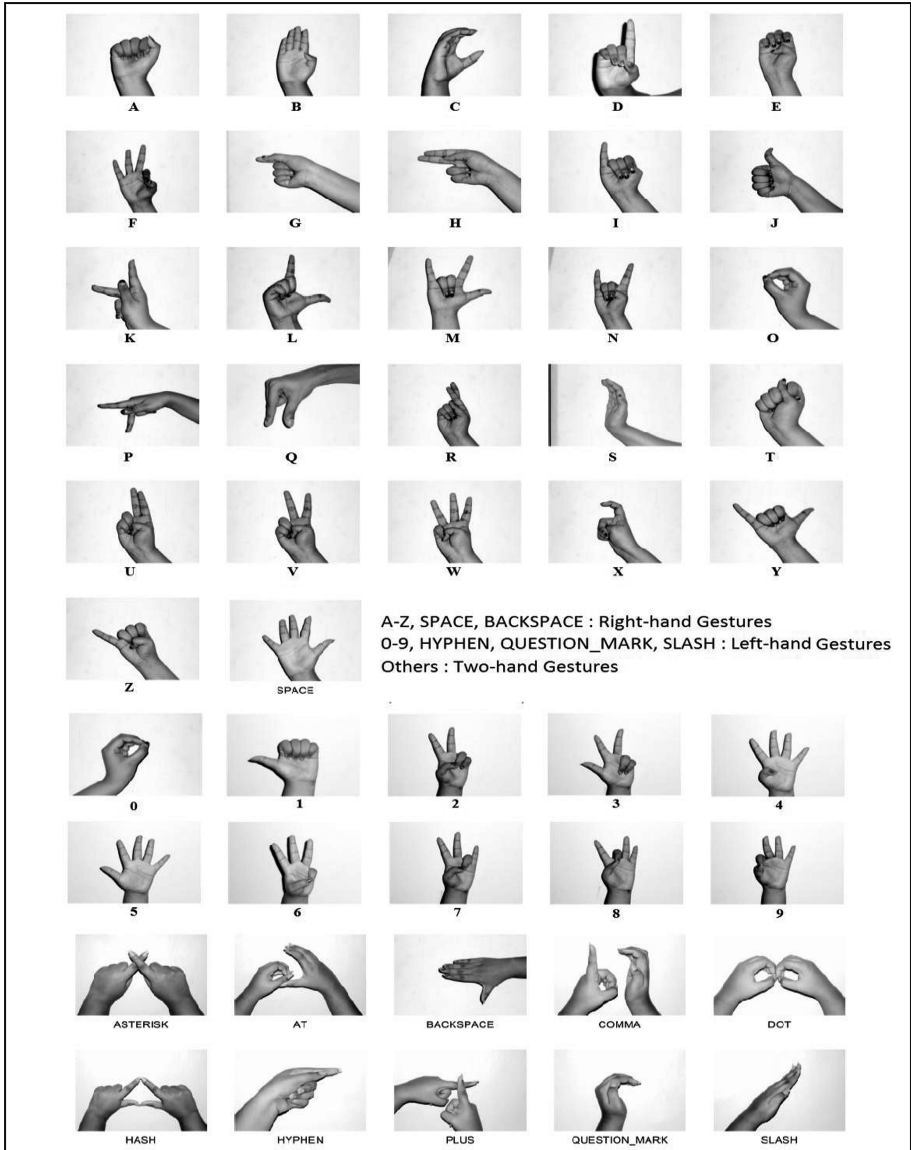 A B C D E
F G H I J
K L M N O
P Q R S T
U V W X Y
A-Z, SPACE, BACKSPACE : Right-hand Gestures
0-9, HYPHEN, QUESTION_MARK, SLASH : Left-hand Gestures
Others : Two-hand Gestures
Z SPACE
0 1 2 3 4
5 6 7 8 9
ASTERISK AT BACKSPACE COMMA DOT
HASH HYPHEN PLUS QUESTION_MARK SLASH